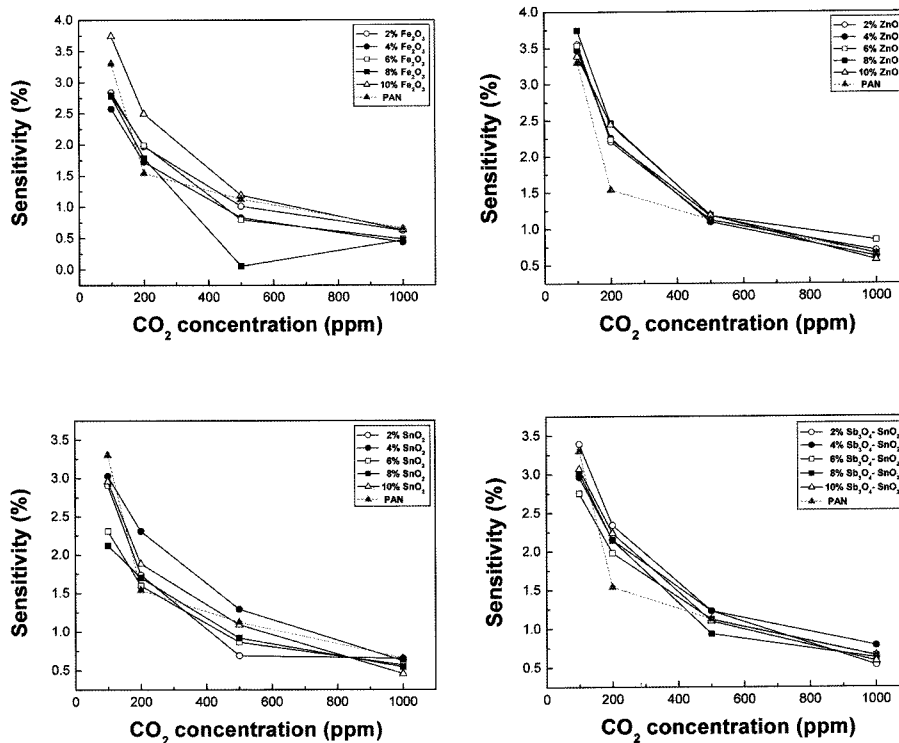 4.0
3.5
3.0
2.5
2.0
1.5
1.0
0.5
0.0
Sensitivity (%)
2% Fe₂O₃
4% Fe₂O₃
6% Fe₂O₃
8% Fe₂O₃
10% Fe₂O₃
PAN
0 200 400 600 800 1000
CO₂ concentration (ppm)
4.0
3.5
3.0
2.5
2.0
1.5
1.0
0.5
Sensitivity (%)
2% ZnO
4% ZnO
6% ZnO
8% ZnO
10% ZnO
PAN
0 200 400 600 800 1000
CO₂ concentration (ppm)
3.5
3.0
2.5
2.0
1.5
1.0
0.5
Sensitivity (%)
2% SnO₂
4% SnO₂
6% SnO₂
8% SnO₂
10% SnO₂
PAN
0 200 400 600 800 1000
CO₂ concentration (ppm)
3.5
3.0
2.5
2.0
1.5
1.0
0.5
Sensitivity (%)
2% Sb₃O₄- SnO₂
4% Sb₃O₄- SnO₂
6% Sb₃O₄- SnO₂
8% Sb₃O₄- SnO₂
10% Sb₃O₄- SnO₂
PAN
0 200 400 600 800 1000
CO₂ concentration (ppm)